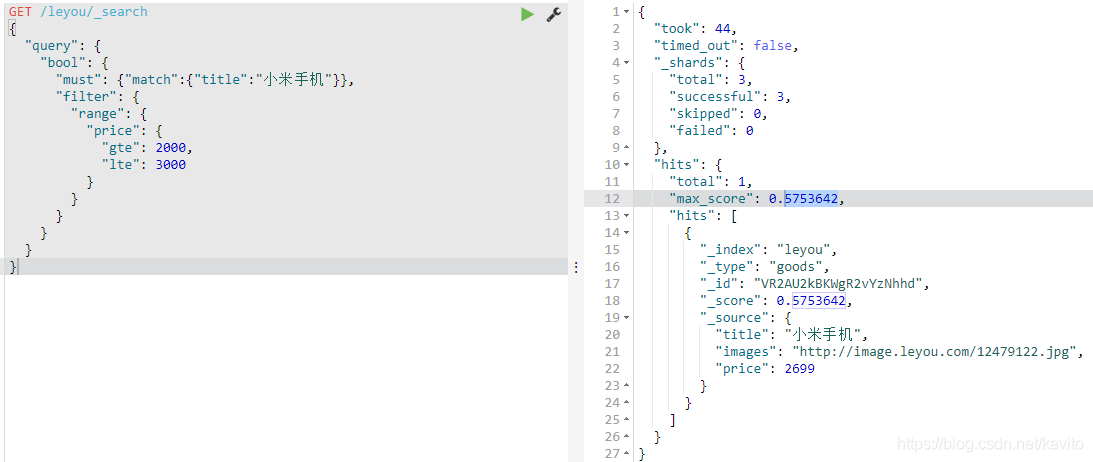 GET /leyou/_search
{
  "query": {
    "bool": {
      "must": {"match":{"title":"小米手机"}},
      "filter": {
        "range": {
          "price": {
            "gte": 2000,
            "lte": 3000
          }
        }
      }
    }
  }
}
1 {
2   "took": 44,
3   "timed_out": false,
4   "_shards": {
5     "total": 3,
6     "successful": 3,
7     "skipped": 0,
8     "failed": 0
9   },
10   "hits": {
11     "total": 1,
12     "max_score": 0.5753642,
13     "hits": [
14       {
15         "_index": "leyou",
16         "_type": "goods",
17         "_id": "VR2AU2kBKWgR2vYzNhhd",
18         "_score": 0.5753642,
19         "_source": {
20           "title": "小米手机",
21           "images": "http://image.leyou.com/12479122.jpg",
22           "price": 2699
23         }
24       }
25     ]
26   }
27 }
https://blog.csdn.net/kavito